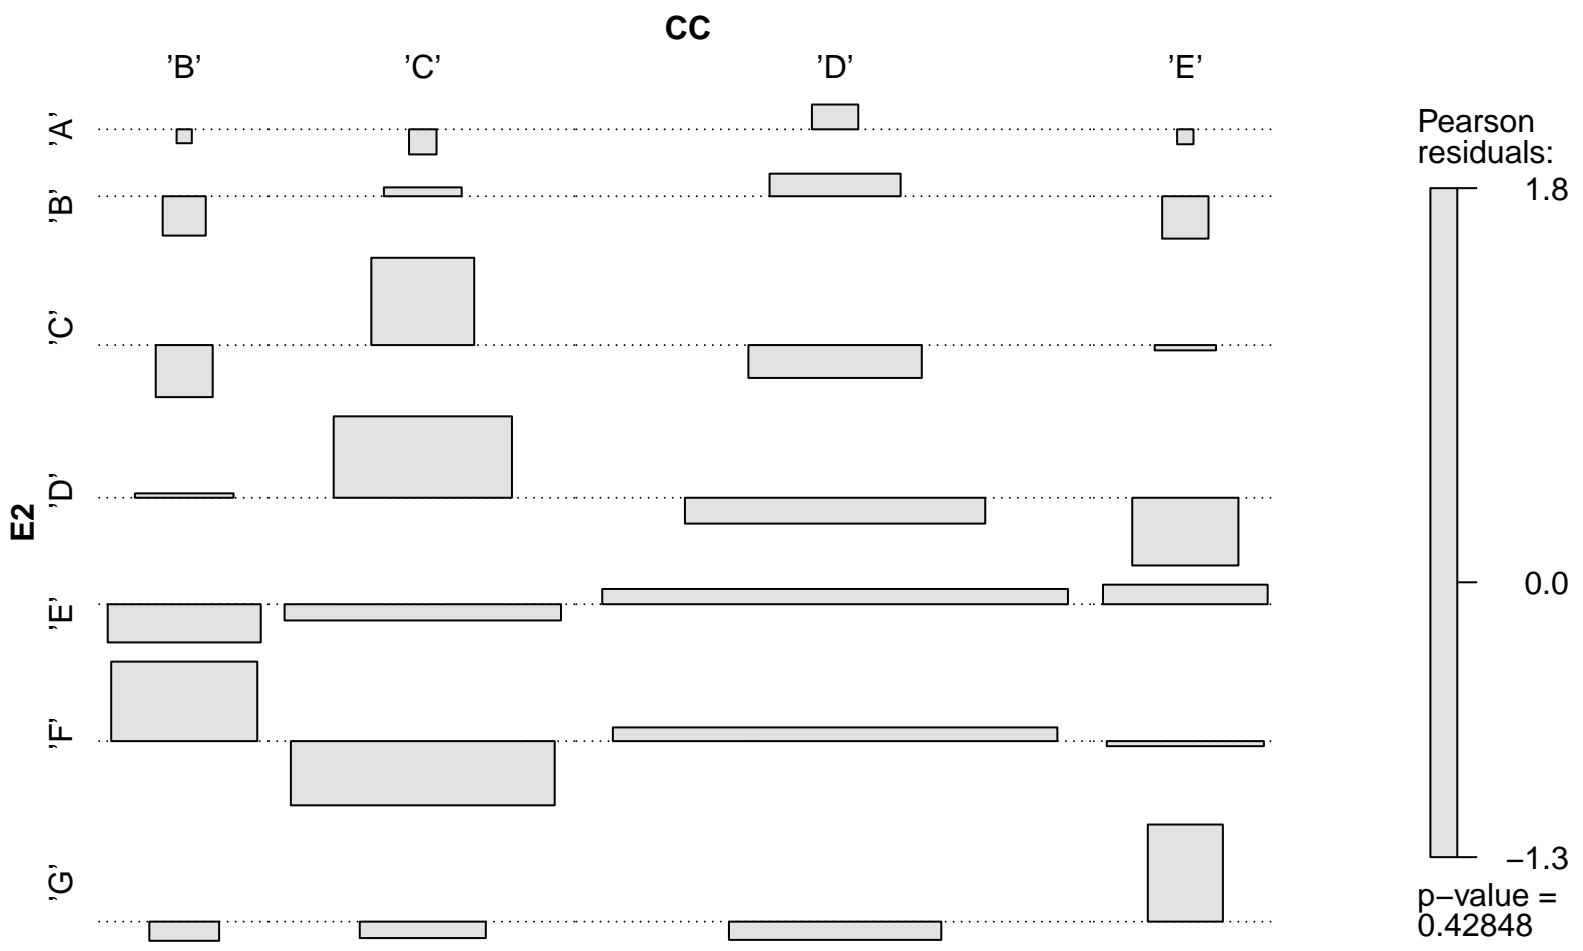 CC
’B’ ’C’ ’D’ ’E’
E2
’A’
’B’
’C’
’D’
’E’
’F’
’G’
Pearson
residuals:
1.8
0.0
−1.3
p−value =
0.42848